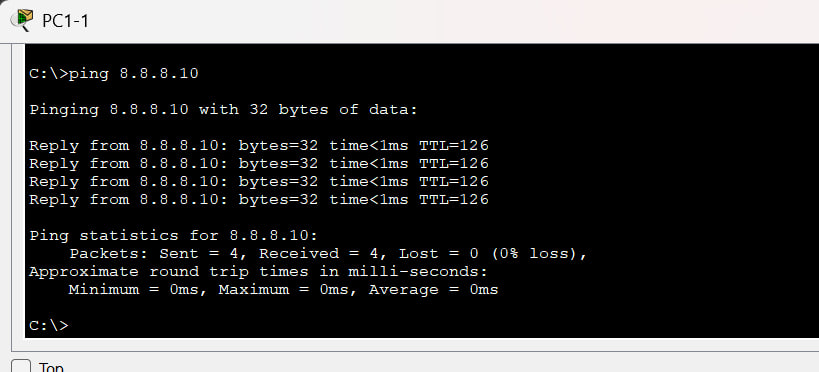 PC1-1
C:\>ping 8.8.8.10
Pinging 8.8.8.10 with 32 bytes of data:
Reply from 8.8.8.10: bytes=32 time<1ms TTL=126
Reply from 8.8.8.10: bytes=32 time<1ms TTL=126
Reply from 8.8.8.10: bytes=32 time<1ms TTL=126
Reply from 8.8.8.10: bytes=32 time<1ms TTL=126
Ping statistics for 8.8.8.10:
    Packets: Sent = 4, Received = 4, Lost = 0 (0% loss),
Approximate round trip times in milli-seconds:
    Minimum = 0ms, Maximum = 0ms, Average = 0ms
C:\>
Top